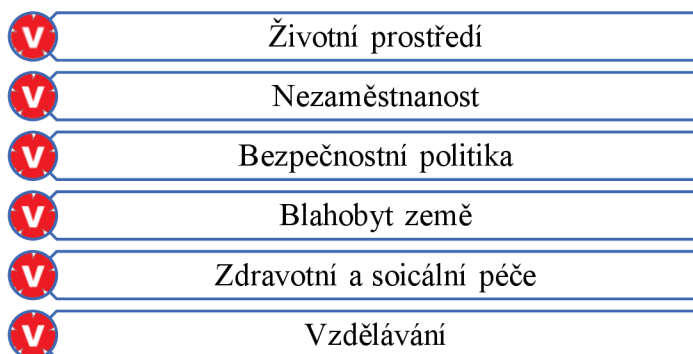 V Životní prostředí
V Nezaměstnanost
V Bezpečnostní politika
V Blahobyt země
V Zdravotní a soicální péče
V Vzdělávání